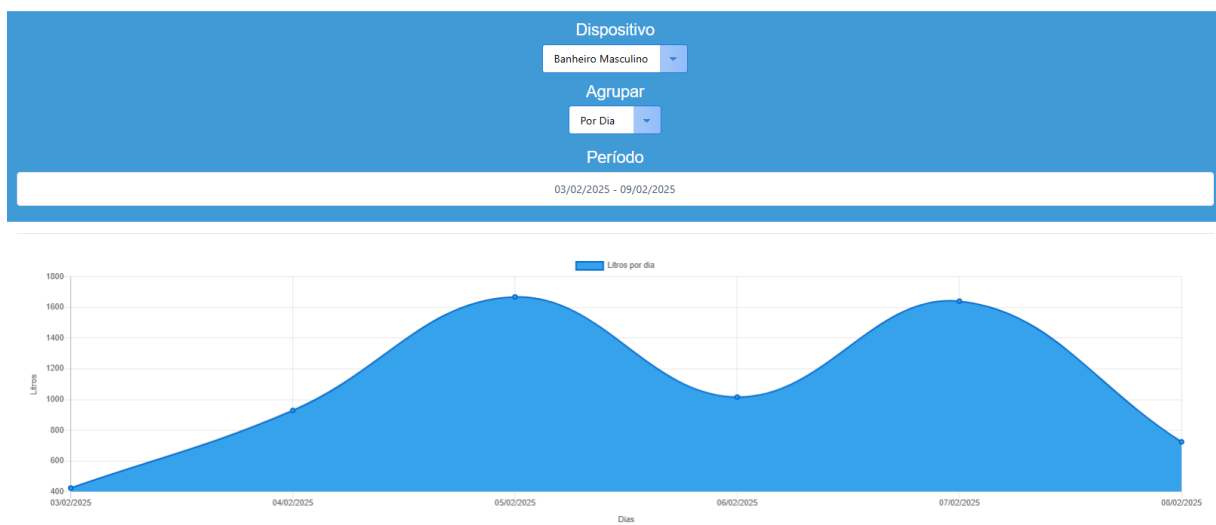 Dispositivo
Banheiro Masculino
Agrupar
Por Dia
Período
03/02/2025 - 09/02/2025
Litros por dia
1800
1600
1400
1200
1000
800
600
400
Litros
03/02/2025
04/02/2025
05/02/2025
06/02/2025
07/02/2025
08/02/2025
Dias